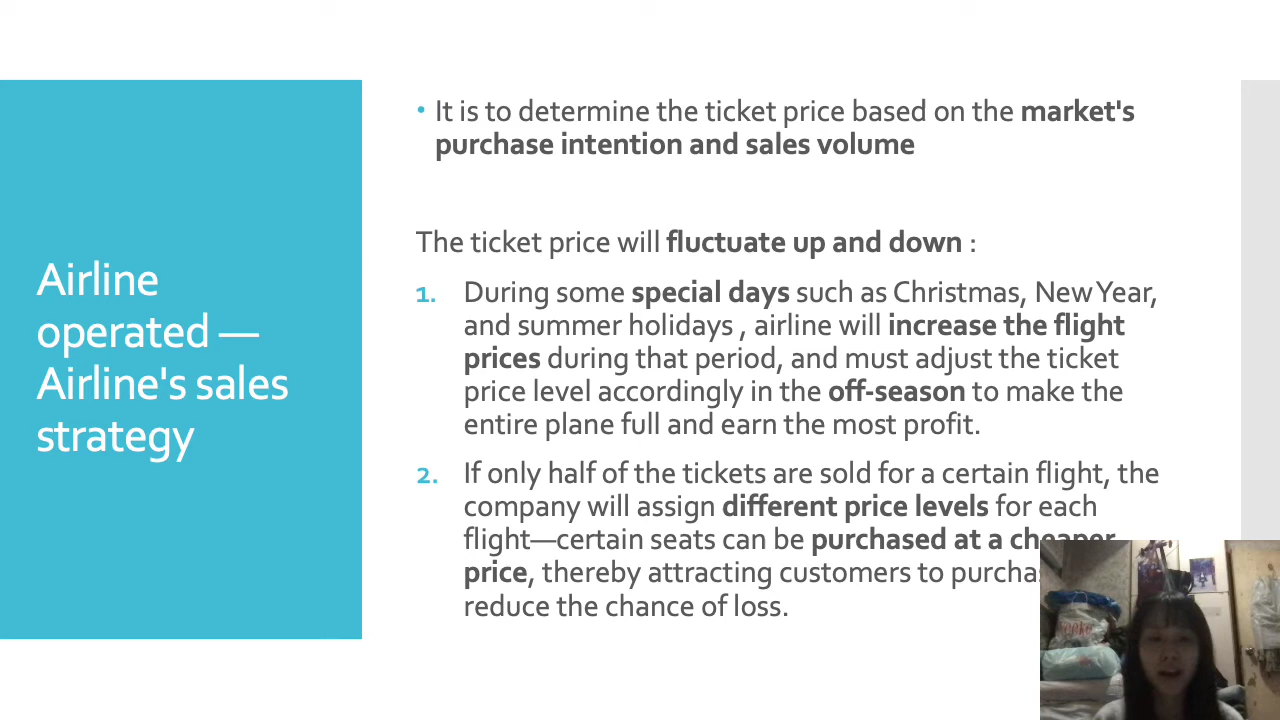 Airline
operated —
Airline's sales
strategy
• It is to determine the ticket price based on the market's
purchase intention and sales volume
The ticket price will fluctuate up and down :
1. During some special days such as Christmas, New Year,
and summer holidays , airline will increase the flight
prices during that period, and must adjust the ticket
price level accordingly in the off-season to make the
entire plane full and earn the most profit.
2. If only half of the tickets are sold for a certain flight, the
company will assign different price levels for each
flight—certain seats can be purchased at a cheaper
price, thereby attracting customers to
reduce the chance of loss.